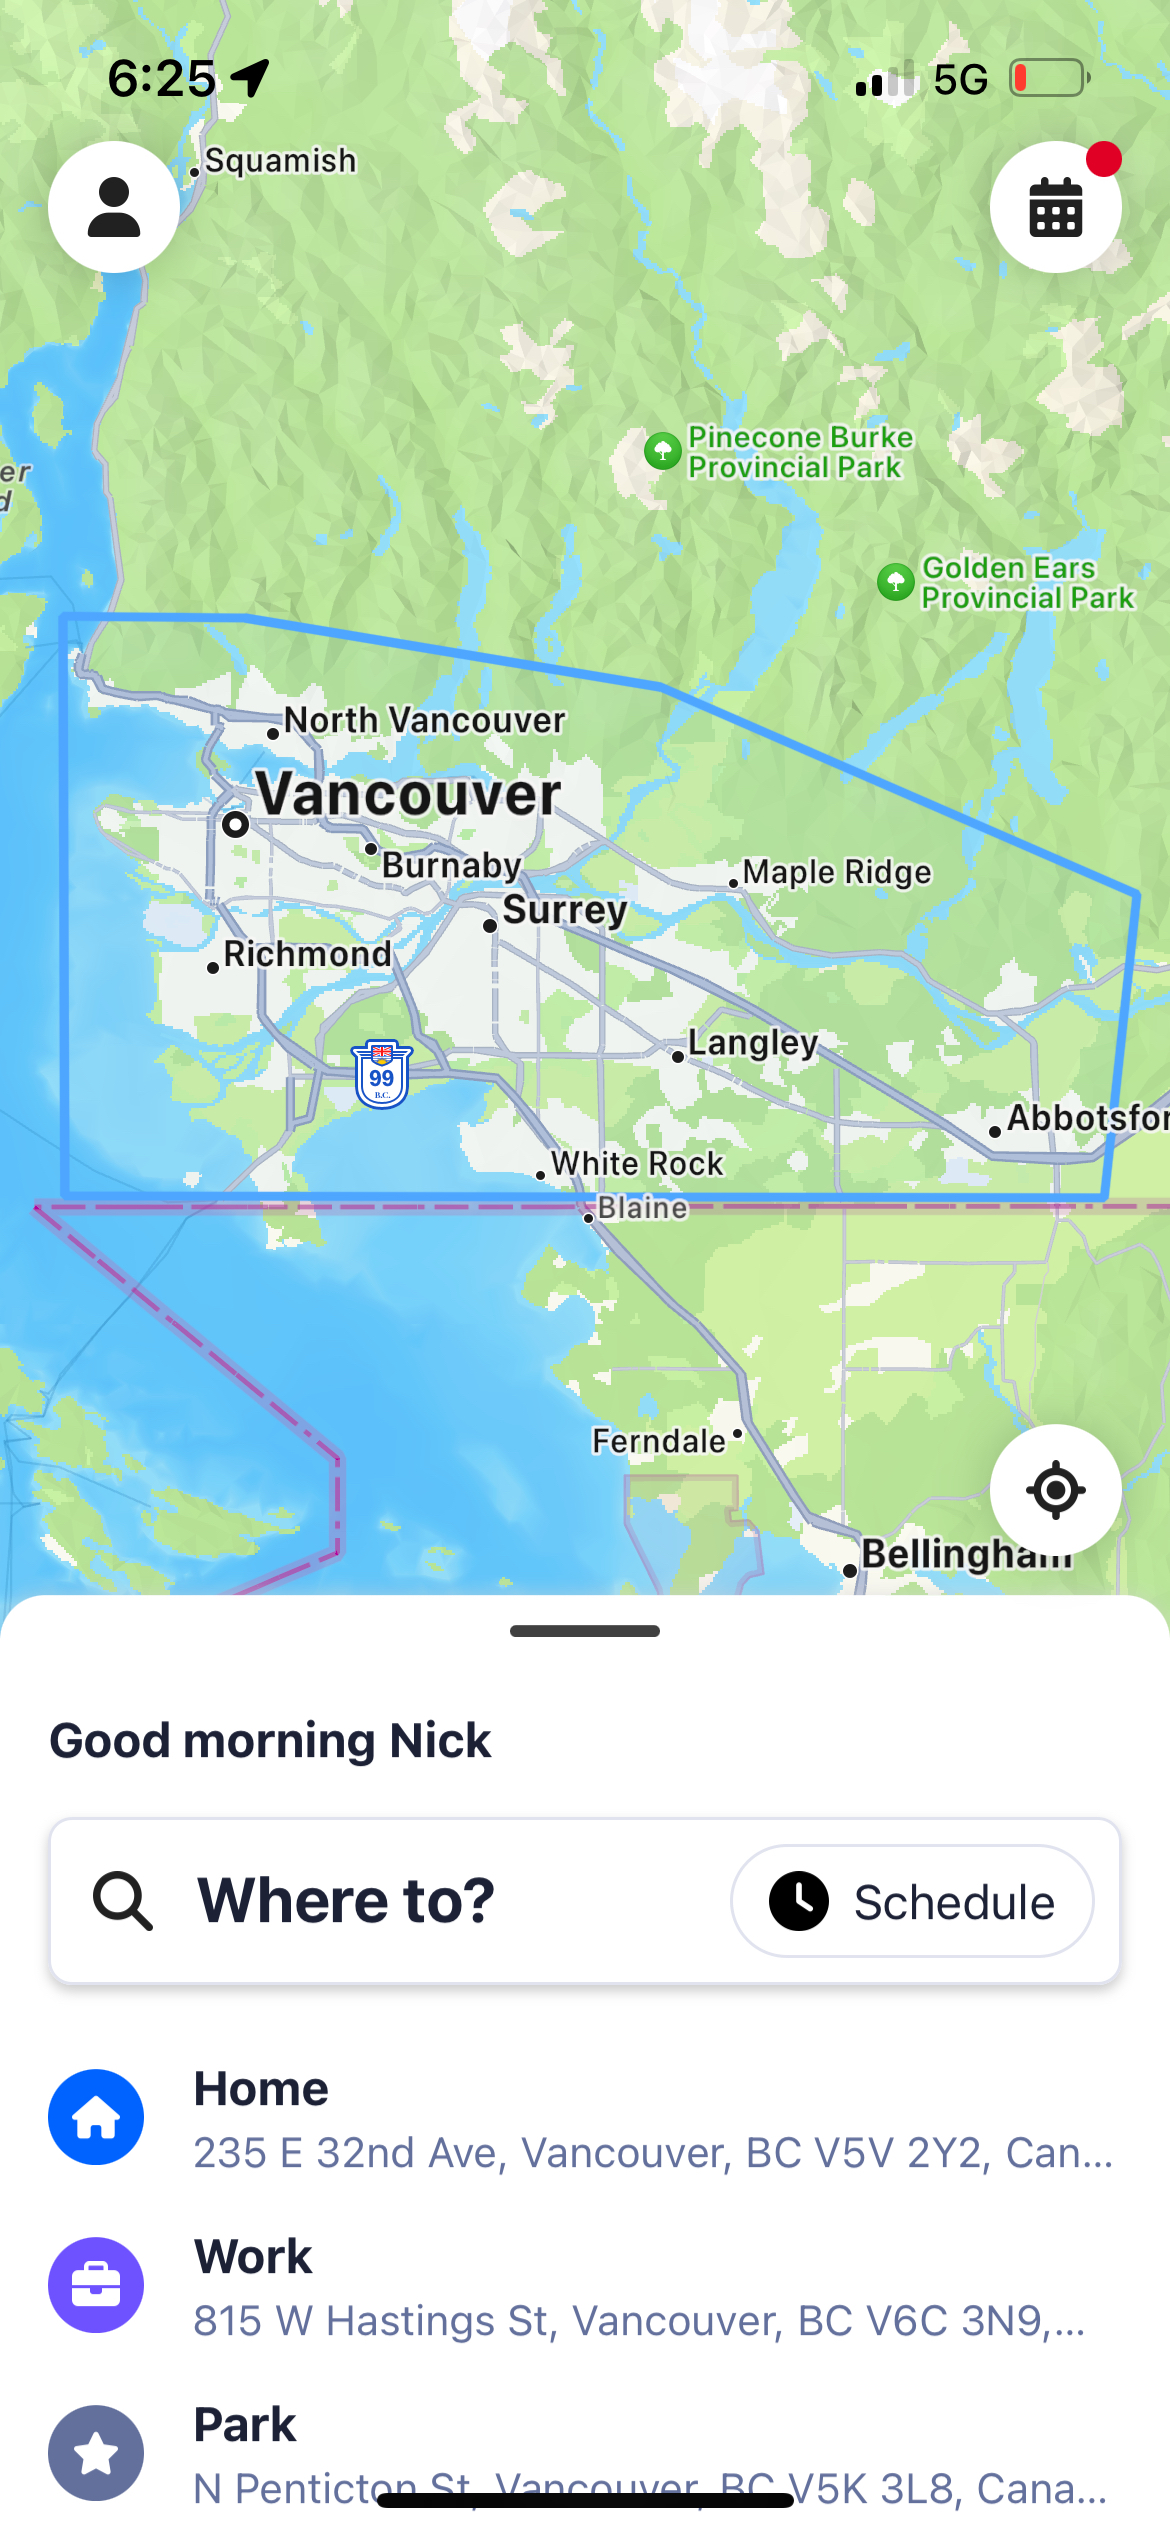 6:25
5G
Squamish
er
d
Pinecone Burke
Provincial Park
Golden Ears
Provincial Park
North Vancouver
Vancouver
Burnaby
Maple Ridge
Surrey
Richmond
Langley
99
B.C.
Abbotsfor
White Rock
Blaine
Ferndale
Bellingham
Good morning Nick
Where to?
Schedule
Home
235 E 32nd Ave, Vancouver, BC V5V 2Y2, Can...
Work
815 W Hastings St, Vancouver, BC V6C 3N9,...
Park
N Penticton St, Vancouver, BC V5K 3L8, Cana...